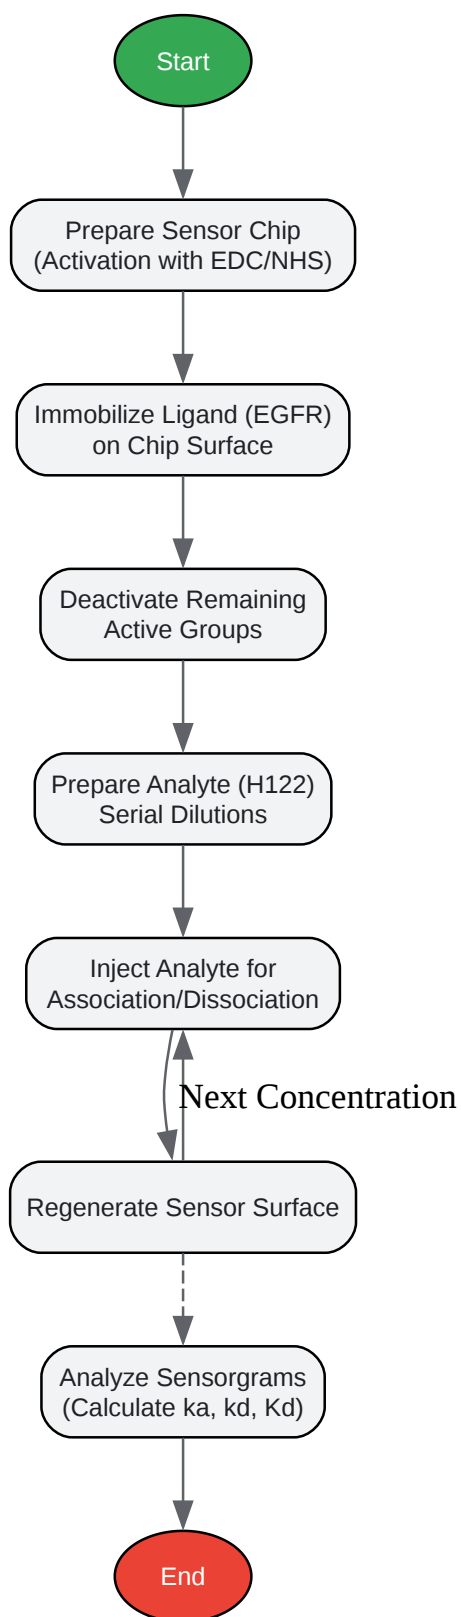 Start
Prepare Sensor Chip
(Activation with EDC/NHS)
Immobilize Ligand (EGFR)
on Chip Surface
Deactivate Remaining
Active Groups
Prepare Analyte (H122)
Serial Dilutions
Inject Analyte for
Association/Dissociation
Next Concentration
Regenerate Sensor Surface
Analyze Sensorgrams
(Calculate ka, kd, Kd)
End